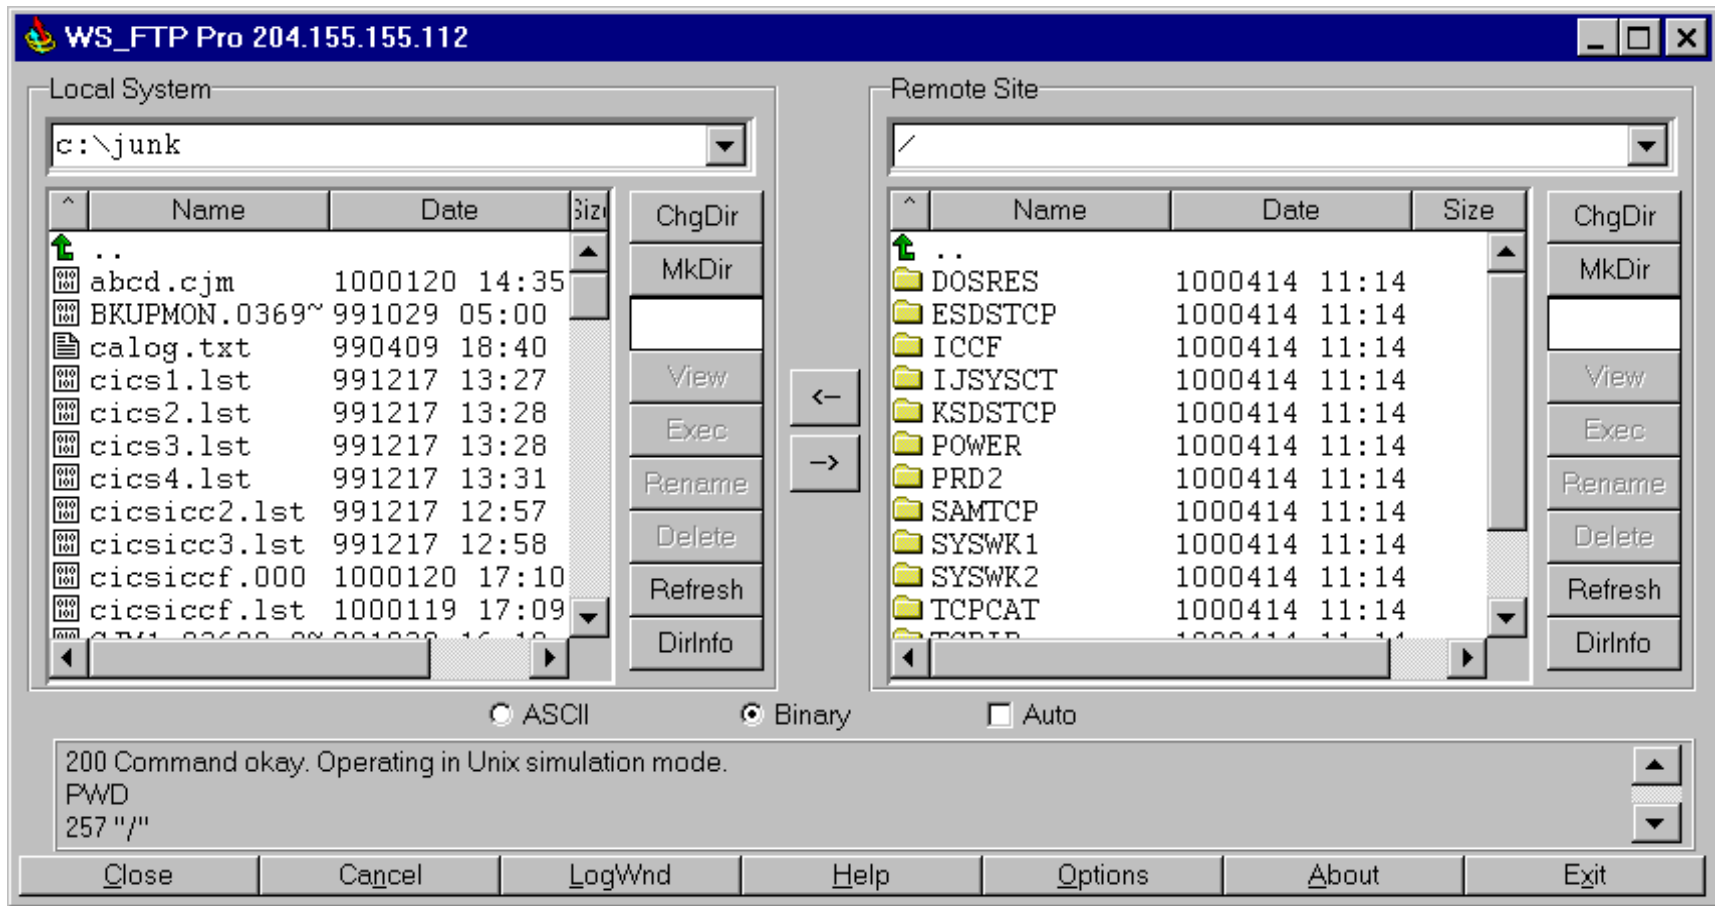 WS_FTP Pro 204.155.155.112
Local System
c:\junk
^ Name Date Size
..
abcd.cjm 1000120 14:35
BKUPMON.0369~ 991029 05:00
calog.txt 990409 18:40
cics1.lst 991217 13:27
cics2.lst 991217 13:28
cics3.lst 991217 13:28
cics4.lst 991217 13:31
cicsicc2.lst 991217 12:57
cicsicc3.lst 991217 12:58
cicsiccf.000 1000120 17:10
cicsiccf.lst 1000119 17:09
ChgDir
MkDir
View
Exec
Rename
Delete
Refresh
DirInfo
<-
->
Remote Site
/
^ Name Date Size
..
DOSRES 1000414 11:14
ESDSTCP 1000414 11:14
ICCF 1000414 11:14
IJSYSCT 1000414 11:14
KSDSTCP 1000414 11:14
POWER 1000414 11:14
PRD2 1000414 11:14
SAMTCP 1000414 11:14
SYSWK1 1000414 11:14
SYSWK2 1000414 11:14
TCPCAT 1000414 11:14
ChgDir
MkDir
View
Exec
Rename
Delete
Refresh
DirInfo
ASCII Binary Auto
200 Command okay. Operating in Unix simulation mode.
PWD
257 "/"
Close Cancel LogWnd Help Options About Exit